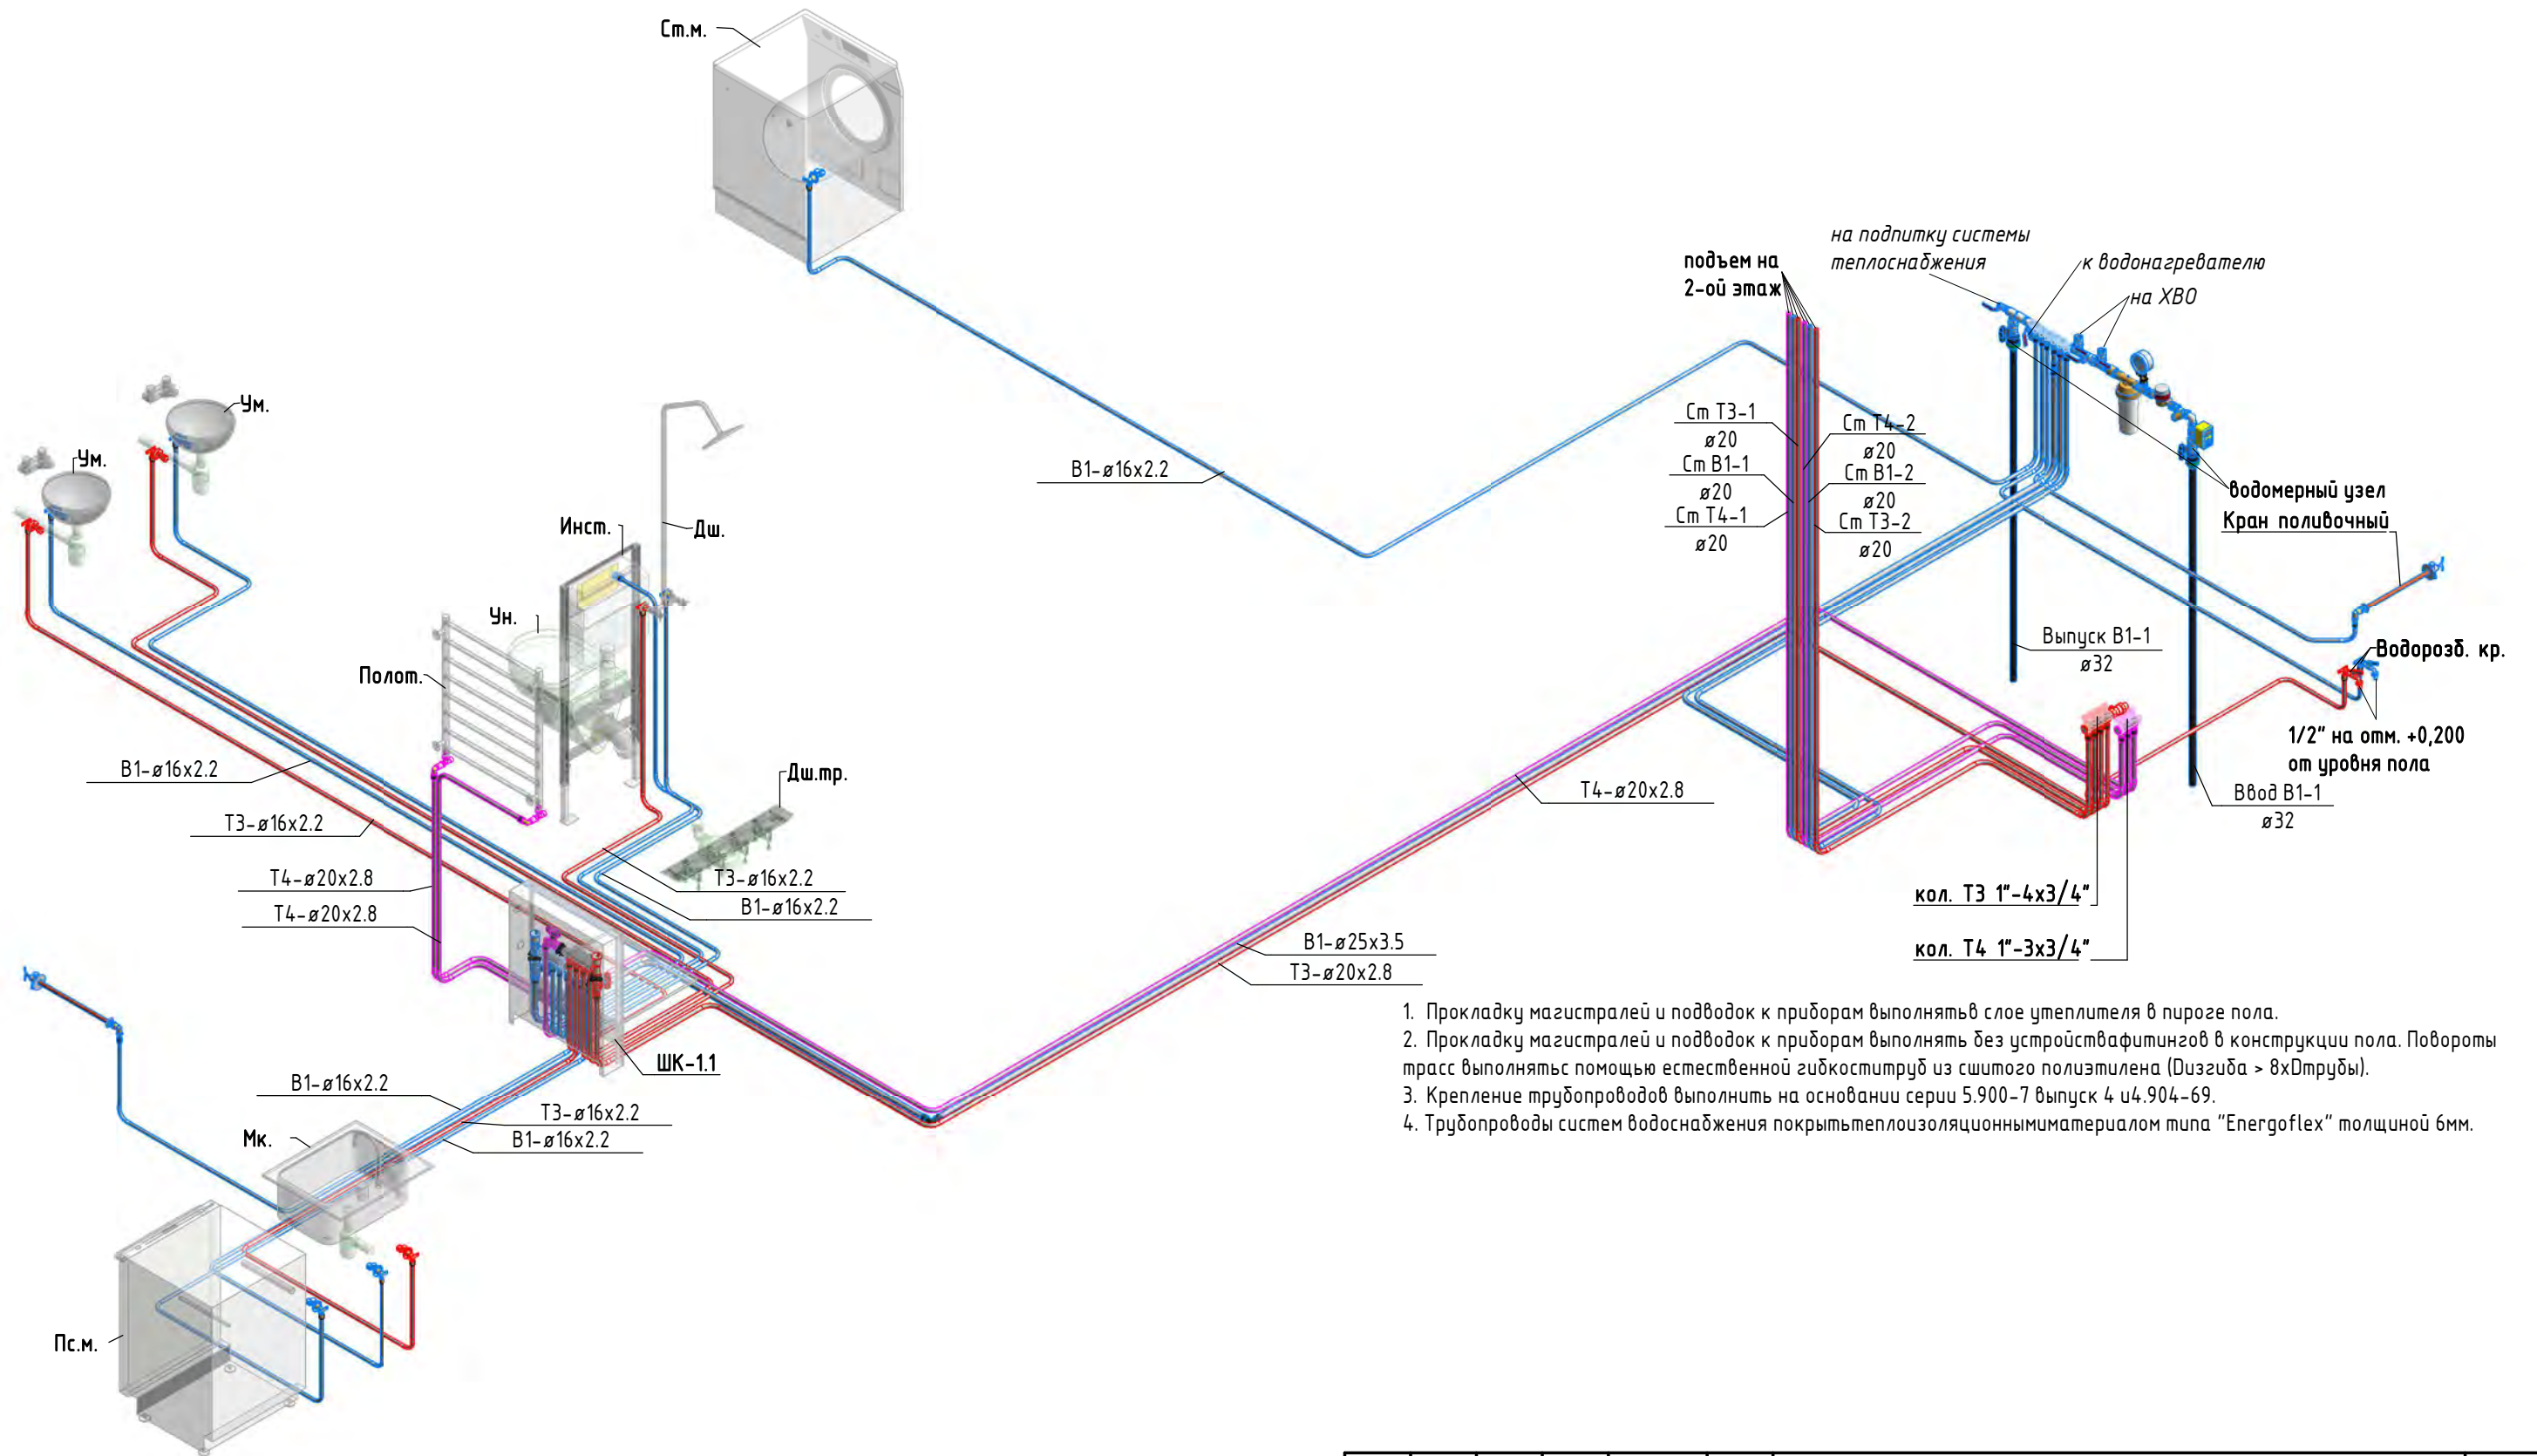 Ст.м.
на подпитку системы
теплоснабжения
к водонагревателю
на ХВО
подъем на
2-ой этаж
Ум.
Ум.
Ст Т3-1
ø20
Ст Т4-2
ø20
Ст В1-1
ø20
Ст В1-2
ø20
Ст Т4-1
ø20
Ст Т3-2
ø20
В1-ø16х2.2
водомерный узел
Кран поливочный
Инст.
Дш.
Ун.
Полот.
Выпуск В1-1
ø32
Водорозб. кр.
1/2" на отм. +0,200
от уровня пола
Ввод В1-1
ø32
В1-ø16х2.2
Т3-ø16х2.2
Дш.тр.
Т4-ø20х2.8
Т4-ø20х2.8
Т4-ø20х2.8
Т3-ø16х2.2
В1-ø16х2.2
кол. Т3 1"-4х3/4"
кол. Т4 1"-3х3/4"
В1-ø25х3.5
Т3-ø20х2.8
ШК-1.1
В1-ø16х2.2
Т3-ø16х2.2
В1-ø16х2.2
Мк.
Пс.м.
1. Прокладку магистралей и подводок к приборам выполнятьв слое утеплителя в пироге пола.
2. Прокладку магистралей и подводок к приборам выполнять без устройствафитингов в конструкции пола. Повороты
трасс выполнятьс помощью естественной гибкоститруб из сшитого полиэтилена (Dизгиба > 8хDтрубы).
3. Крепление трубопроводов выполнить на основании серии 5.900-7 выпуск 4 и4.904-69.
4. Трубопроводы систем водоснабжения покрытьтеплоизоляционнымиматериалом типа "Energoflex" толщиной 6мм.